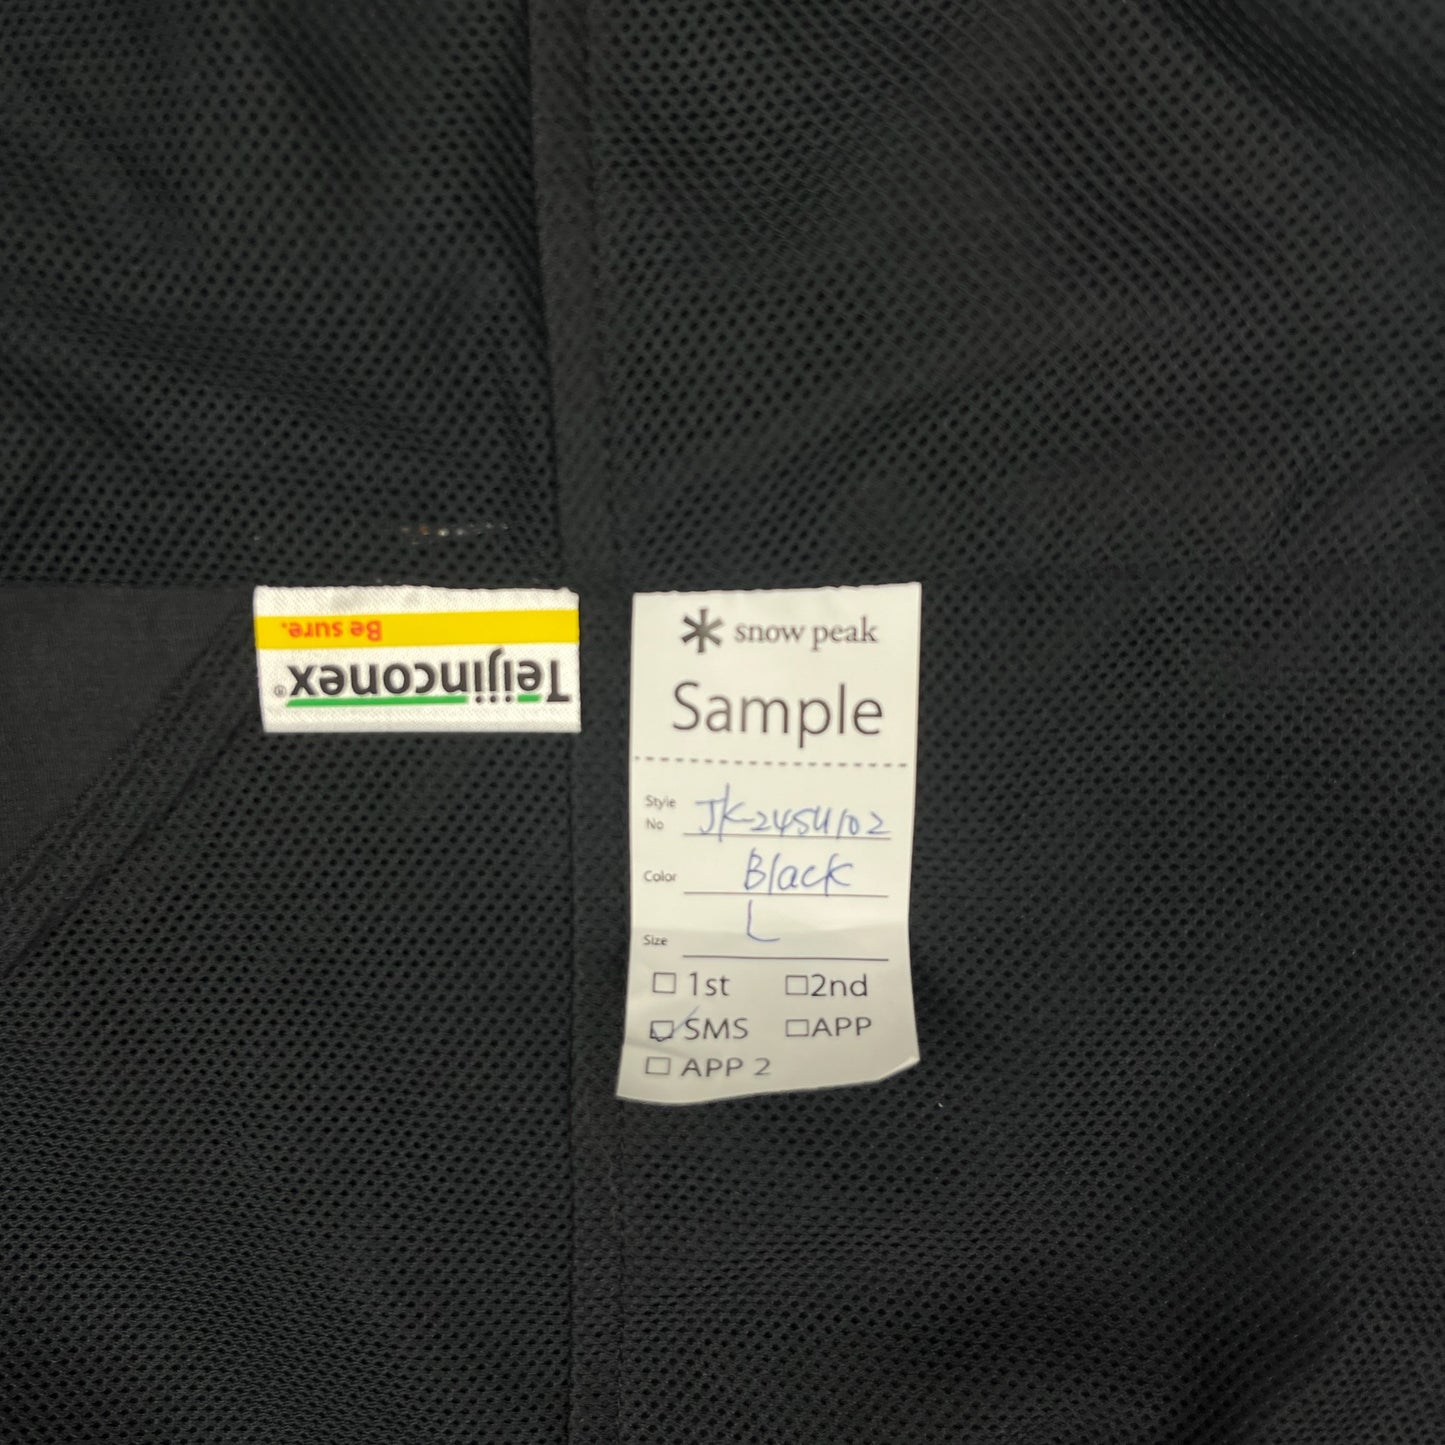 Be sure.
Teijinconex®
snow peak
Sample
Style No JK-24SU102
Color Black
Size L
1st 2nd
SMS APP
APP 2